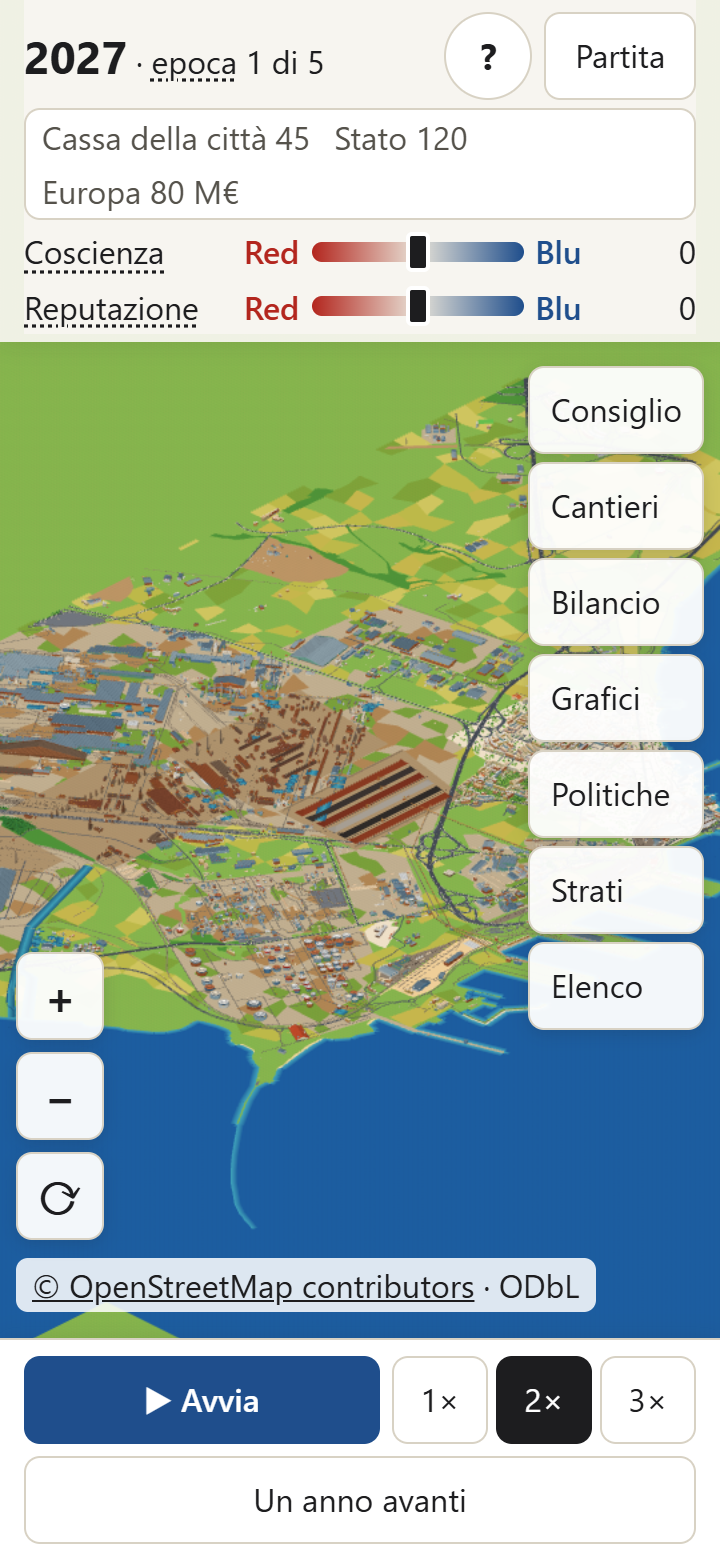 2027 · epoca 1 di 5
?
Partita
Cassa della città 45 Stato 120
Europa 80 M€
Coscienza Red Blu 0
Reputazione Red Blu 0
Consiglio
Cantieri
Bilancio
Grafici
Politiche
Strati
Elenco
+
−
© OpenStreetMap contributors · ODbL
▶ Avvia
1×
2×
3×
Un anno avanti